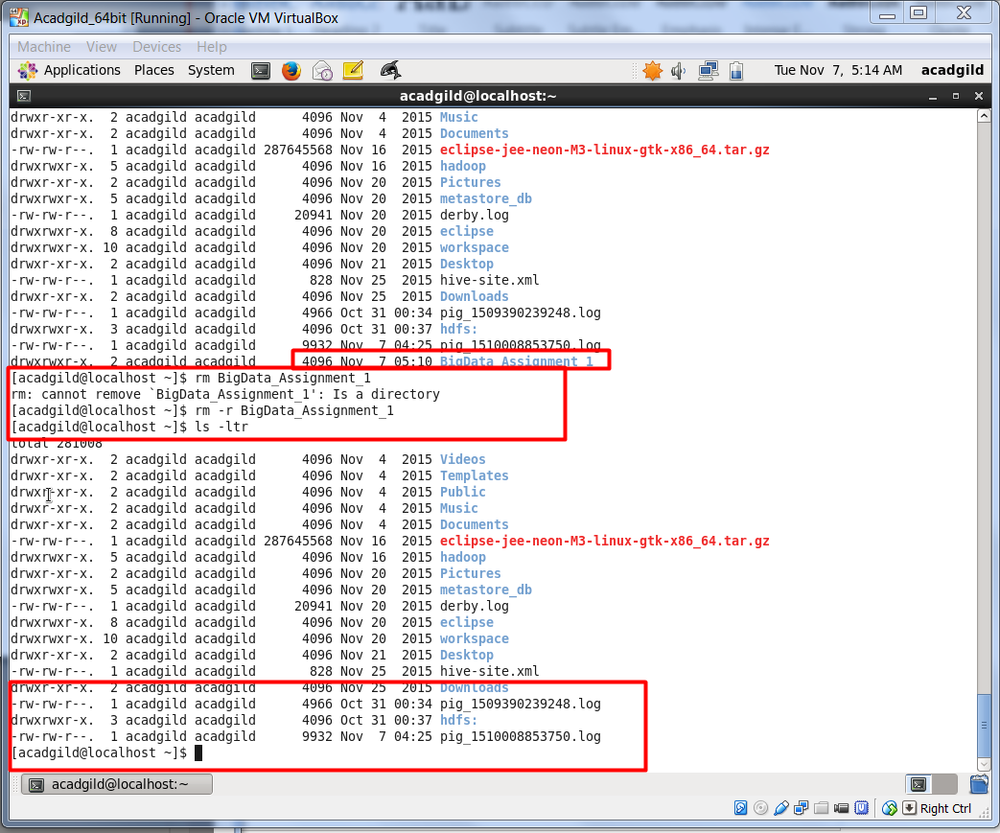 Acadgild_64bit [Running] - Oracle VM VirtualBox
Machine View Devices Help
Applications Places System Tue Nov 7, 5:14 AM acadgild
acadgild@localhost:~
drwxr-xr-x. 2 acadgild acadgild 4096 Nov 4 2015 Music
drwxr-xr-x. 2 acadgild acadgild 4096 Nov 4 2015 Documents
-rw-rw-r--. 1 acadgild acadgild 287645568 Nov 16 2015 eclipse-jee-neon-M3-linux-gtk-x86_64.tar.gz
drwxrwxr-x. 5 acadgild acadgild 4096 Nov 16 2015 hadoop
drwxr-xr-x. 2 acadgild acadgild 4096 Nov 20 2015 Pictures
drwxrwxr-x. 5 acadgild acadgild 4096 Nov 20 2015 metastore_db
-rw-rw-r--. 1 acadgild acadgild 20941 Nov 20 2015 derby.log
drwxrwxr-x. 8 acadgild acadgild 4096 Nov 20 2015 eclipse
drwxrwxr-x. 10 acadgild acadgild 4096 Nov 20 2015 workspace
drwxr-xr-x. 2 acadgild acadgild 4096 Nov 21 2015 Desktop
-rw-rw-r--. 1 acadgild acadgild 828 Nov 25 2015 hive-site.xml
drwxr-xr-x. 2 acadgild acadgild 4096 Nov 25 2015 Downloads
-rw-rw-r--. 1 acadgild acadgild 4966 Oct 31 00:34 pig_1509390239248.log
drwxrwxr-x. 3 acadgild acadgild 4096 Oct 31 00:37 hdfs:
-rw-rw-r--. 1 acadgild acadgild 9932 Nov 7 04:25 pig_1510008853750.log
drwxrwxr-x. 2 acadgild acadgild 4096 Nov 7 05:10 BigData_Assignment_1
[acadgild@localhost ~]$ rm BigData_Assignment_1
rm: cannot remove `BigData_Assignment_1': Is a directory
[acadgild@localhost ~]$ rm -r BigData_Assignment_1
[acadgild@localhost ~]$ ls -ltr
total 281008
drwxr-xr-x. 2 acadgild acadgild 4096 Nov 4 2015 Videos
drwxr-xr-x. 2 acadgild acadgild 4096 Nov 4 2015 Templates
drwxr-xr-x. 2 acadgild acadgild 4096 Nov 4 2015 Public
drwxr-xr-x. 2 acadgild acadgild 4096 Nov 4 2015 Music
drwxr-xr-x. 2 acadgild acadgild 4096 Nov 4 2015 Documents
-rw-rw-r--. 1 acadgild acadgild 287645568 Nov 16 2015 eclipse-jee-neon-M3-linux-gtk-x86_64.tar.gz
drwxrwxr-x. 5 acadgild acadgild 4096 Nov 16 2015 hadoop
drwxr-xr-x. 2 acadgild acadgild 4096 Nov 20 2015 Pictures
drwxrwxr-x. 5 acadgild acadgild 4096 Nov 20 2015 metastore_db
-rw-rw-r--. 1 acadgild acadgild 20941 Nov 20 2015 derby.log
drwxrwxr-x. 8 acadgild acadgild 4096 Nov 20 2015 eclipse
drwxrwxr-x. 10 acadgild acadgild 4096 Nov 20 2015 workspace
drwxr-xr-x. 2 acadgild acadgild 4096 Nov 21 2015 Desktop
-rw-rw-r--. 1 acadgild acadgild 828 Nov 25 2015 hive-site.xml
drwxr-xr-x. 2 acadgild acadgild 4096 Nov 25 2015 Downloads
-rw-rw-r--. 1 acadgild acadgild 4966 Oct 31 00:34 pig_1509390239248.log
drwxrwxr-x. 3 acadgild acadgild 4096 Oct 31 00:37 hdfs:
-rw-rw-r--. 1 acadgild acadgild 9932 Nov 7 04:25 pig_1510008853750.log
[acadgild@localhost ~]$
acadgild@localhost:~
Right Ctrl